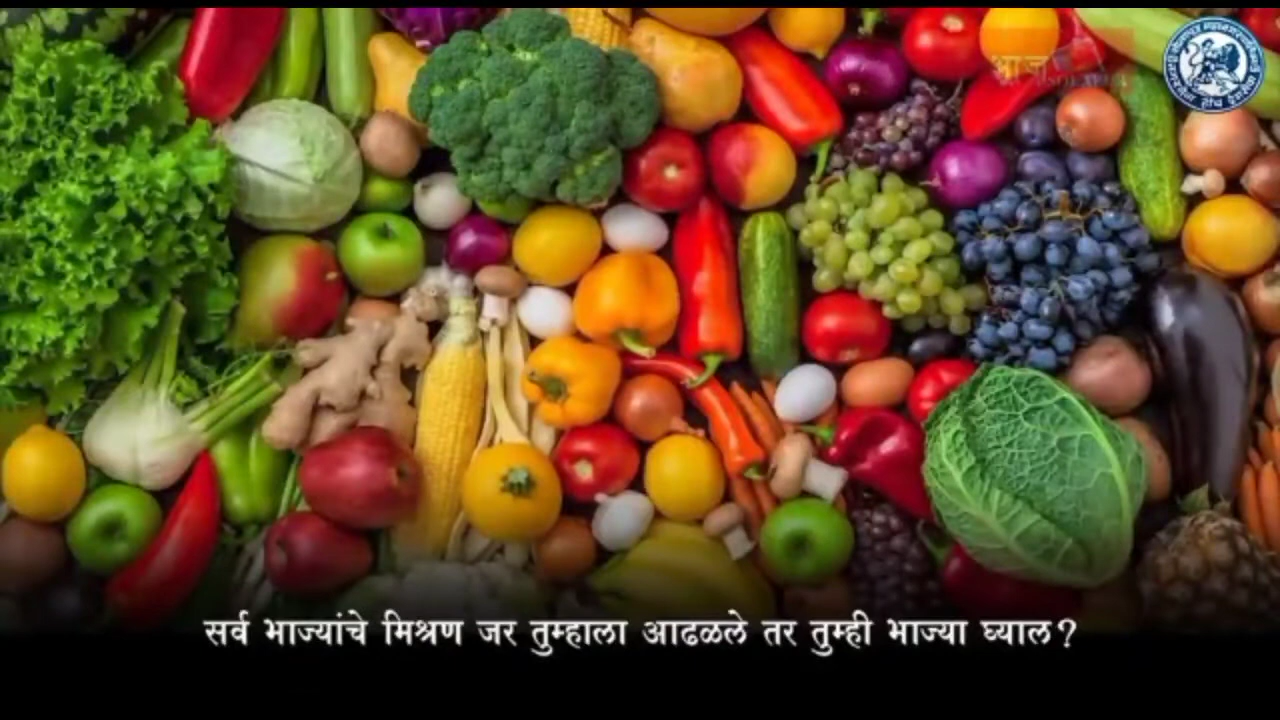 सर्व भाज्यांचे मिश्रण जर तुम्हाला आढळले तर तुम्ही भाज्या घ्याल?